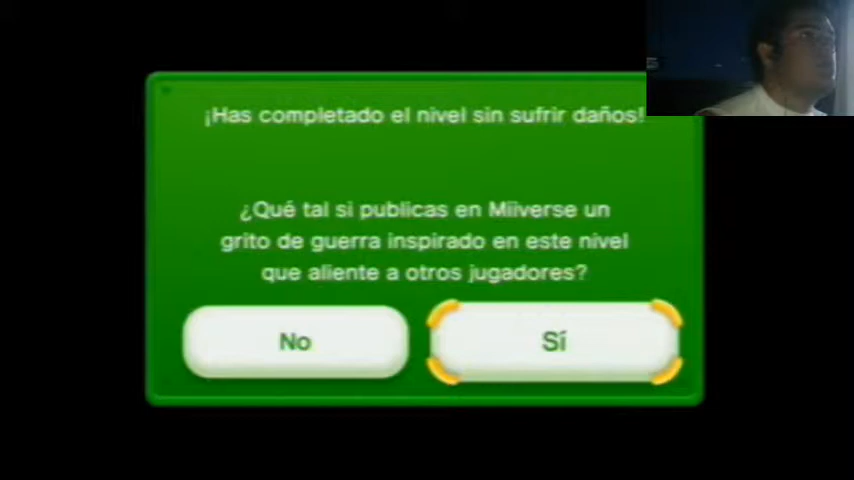 ¡Has completado el nivel sin sufrir daños!
¿Qué tal si publicas en Miiverse un
grito de guerra inspirado en este nivel
que aliente a otros jugadores?
No
Sí